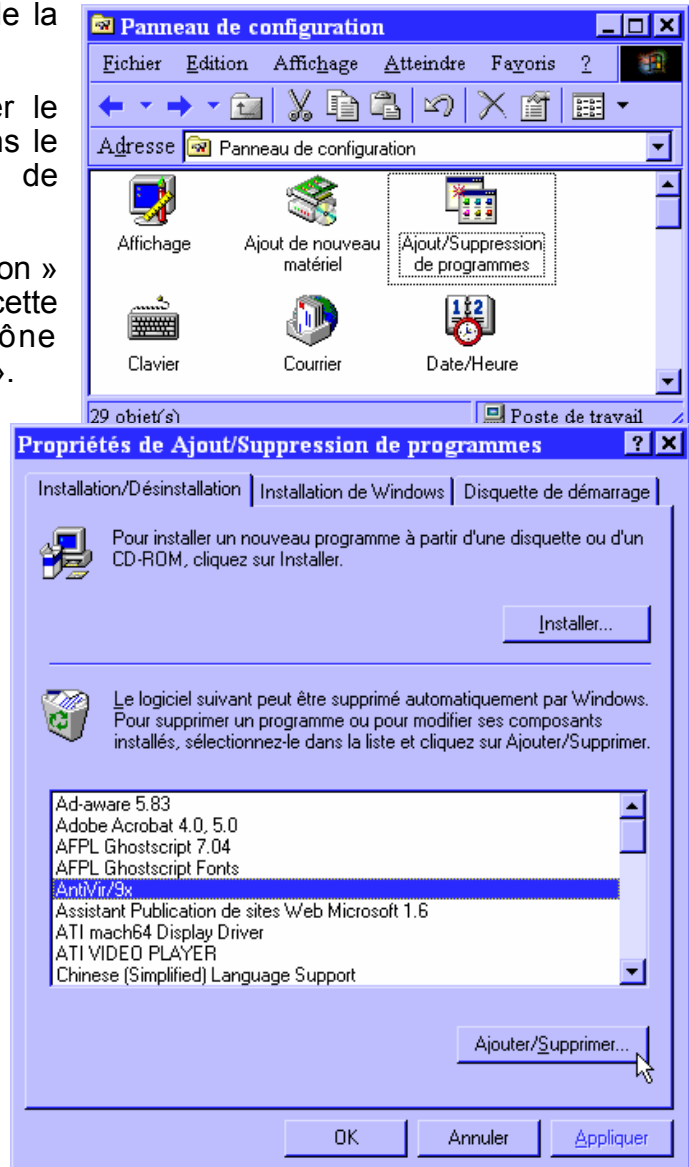 de la
er le
ns le
de
on »
cette
ône
».
Panneau de configuration
Fichier Edition Affichage Atteindre Favoris ?
Adresse Panneau de configuration
Affichage
Ajout de nouveau matériel
Ajout/Suppression de programmes
Clavier
Courrier
Date/Heure
29 objet(s)
Poste de travail
Propriétés de Ajout/Suppression de programmes
Installation/Désinstallation Installation de Windows Disquette de démarrage
Pour installer un nouveau programme à partir d'une disquette ou d'un
CD-ROM, cliquez sur Installer.
Installer...
Le logiciel suivant peut être supprimé automatiquement par Windows.
Pour supprimer un programme ou pour modifier ses composants
installés, sélectionnez-le dans la liste et cliquez sur Ajouter/Supprimer.
Ad-aware 5.83
Adobe Acrobat 4.0, 5.0
AFPL Ghostscript 7.04
AFPL Ghostscript Fonts
AntiVir/9x
Assistant Publication de sites Web Microsoft 1.6
ATI mach64 Display Driver
ATI VIDEO PLAYER
Chinese (Simplified) Language Support
Ajouter/Supprimer...
OK Annuler Appliquer